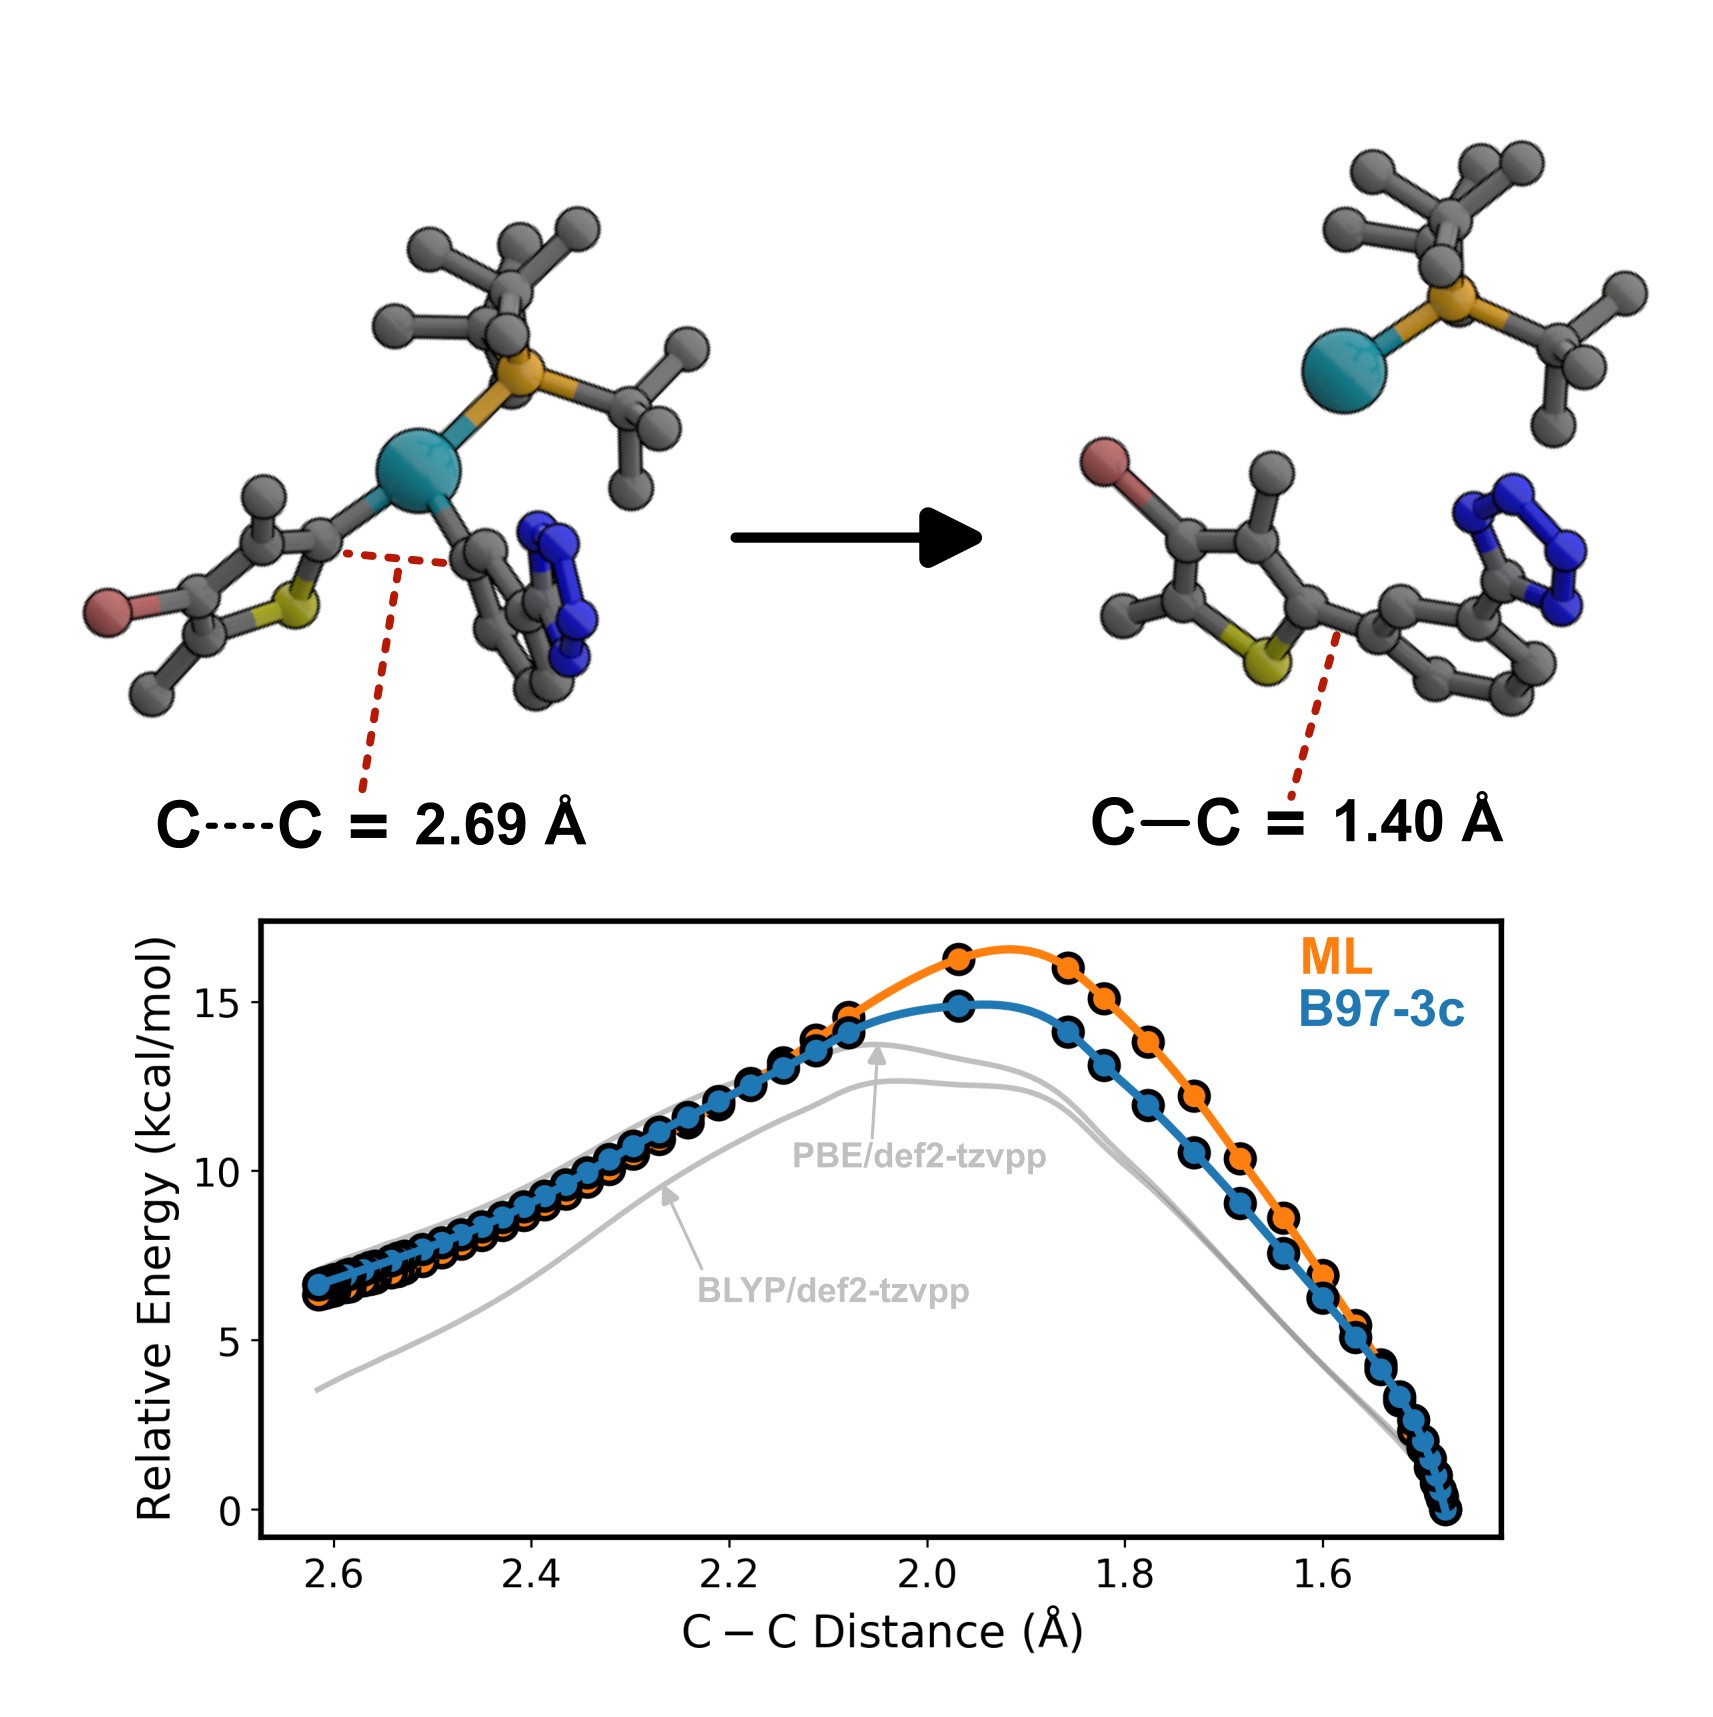 C----C = 2.69 Å
C—C = 1.40 Å
ML
B97-3c
PBE/def2-tzvpp
BLYP/def2-tzvpp
Relative Energy (kcal/mol)
15
10
5
0
2.6 2.4 2.2 2.0 1.8 1.6
C − C Distance (Å)